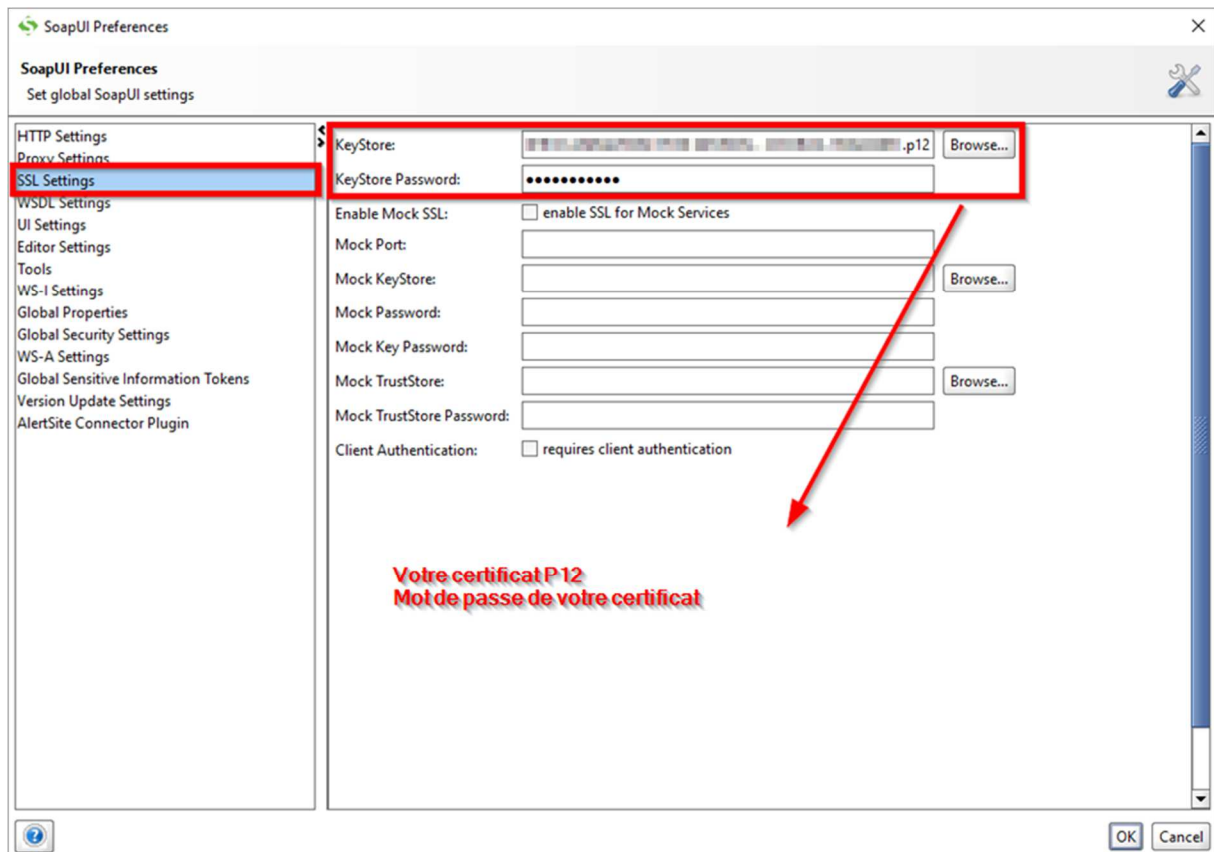 SoapUI Preferences
SoapUI Preferences
Set global SoapUI settings
HTTP Settings
Proxy Settings
SSL Settings
WSDL Settings
UI Settings
Editor Settings
Tools
WS-I Settings
Global Properties
Global Security Settings
WS-A Settings
Global Sensitive Information Tokens
Version Update Settings
AlertSite Connector Plugin
KeyStore: .p12 Browse...
KeyStore Password: •••••••••••
Enable Mock SSL: enable SSL for Mock Services
Mock Port:
Mock KeyStore: Browse...
Mock Password:
Mock Key Password:
Mock TrustStore: Browse...
Mock TrustStore Password:
Client Authentication: requires client authentication
Votre certificat P12
Mot de passe de votre certificat
OK Cancel